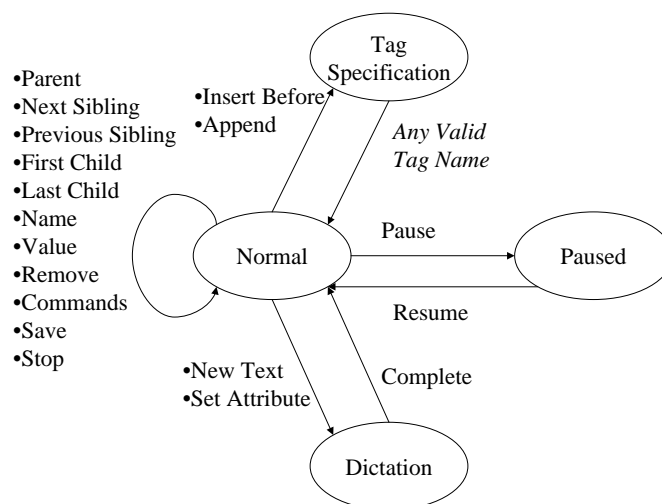 Tag
Specification
•Parent
•Next Sibling
•Previous Sibling
•First Child
•Last Child
•Name
•Value
•Remove
•Commands
•Save
•Stop
•Insert Before
•Append
Any Valid
Tag Name
Normal
Pause
Paused
Resume
•New Text
•Set Attribute
Complete
Dictation